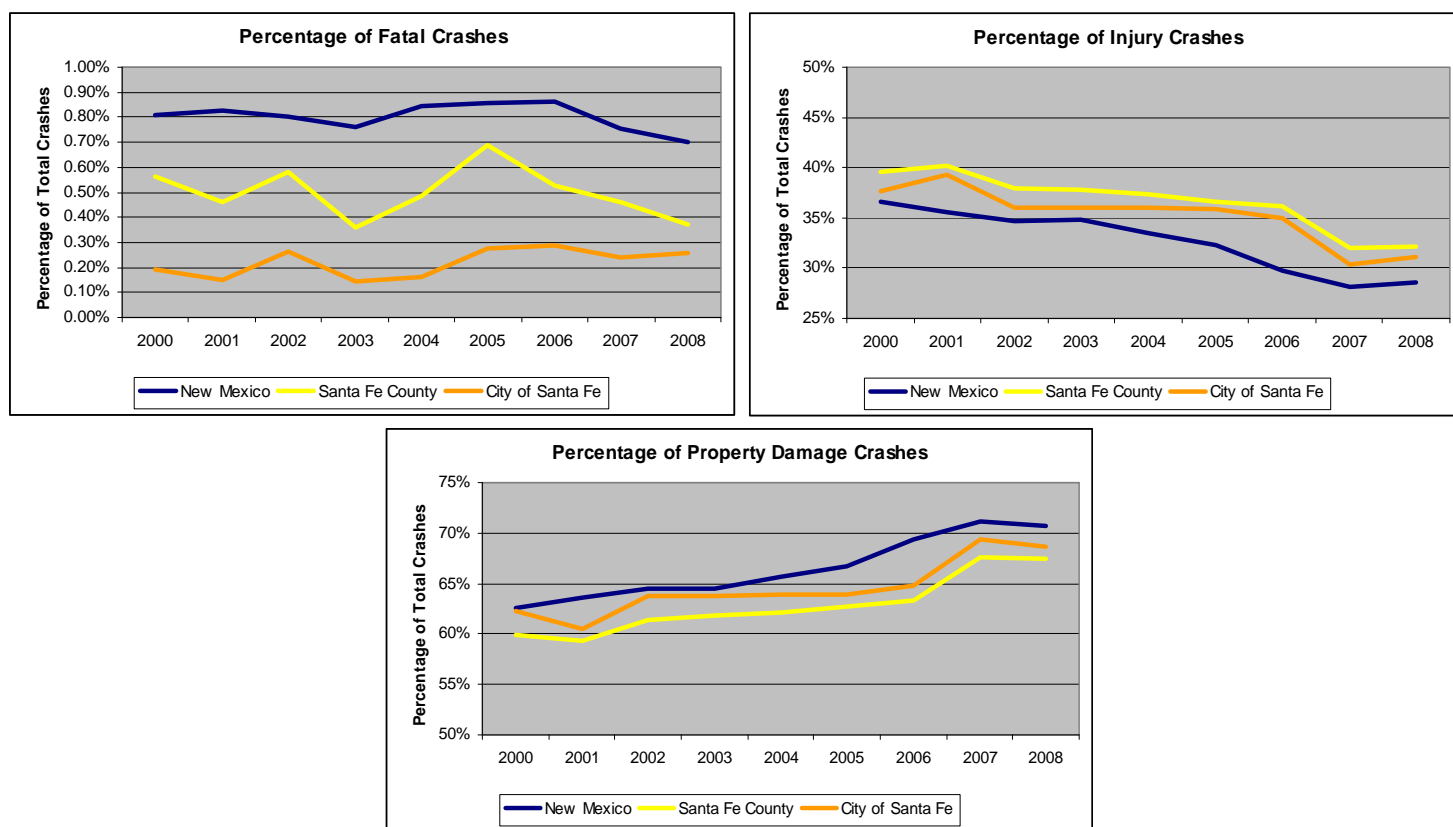 Percentage of Fatal Crashes
Percentage of Total Crashes
1.00%
0.90%
0.80%
0.70%
0.60%
0.50%
0.40%
0.30%
0.20%
0.10%
0.00%
2000 2001 2002 2003 2004 2005 2006 2007 2008
New Mexico Santa Fe County City of Santa Fe
Percentage of Injury Crashes
Percentage of Total Crashes
50%
45%
40%
35%
30%
25%
2000 2001 2002 2003 2004 2005 2006 2007 2008
New Mexico Santa Fe County City of Santa Fe
Percentage of Property Damage Crashes
Percentage of Total Crashes
75%
70%
65%
60%
55%
50%
2000 2001 2002 2003 2004 2005 2006 2007 2008
New Mexico Santa Fe County City of Santa Fe